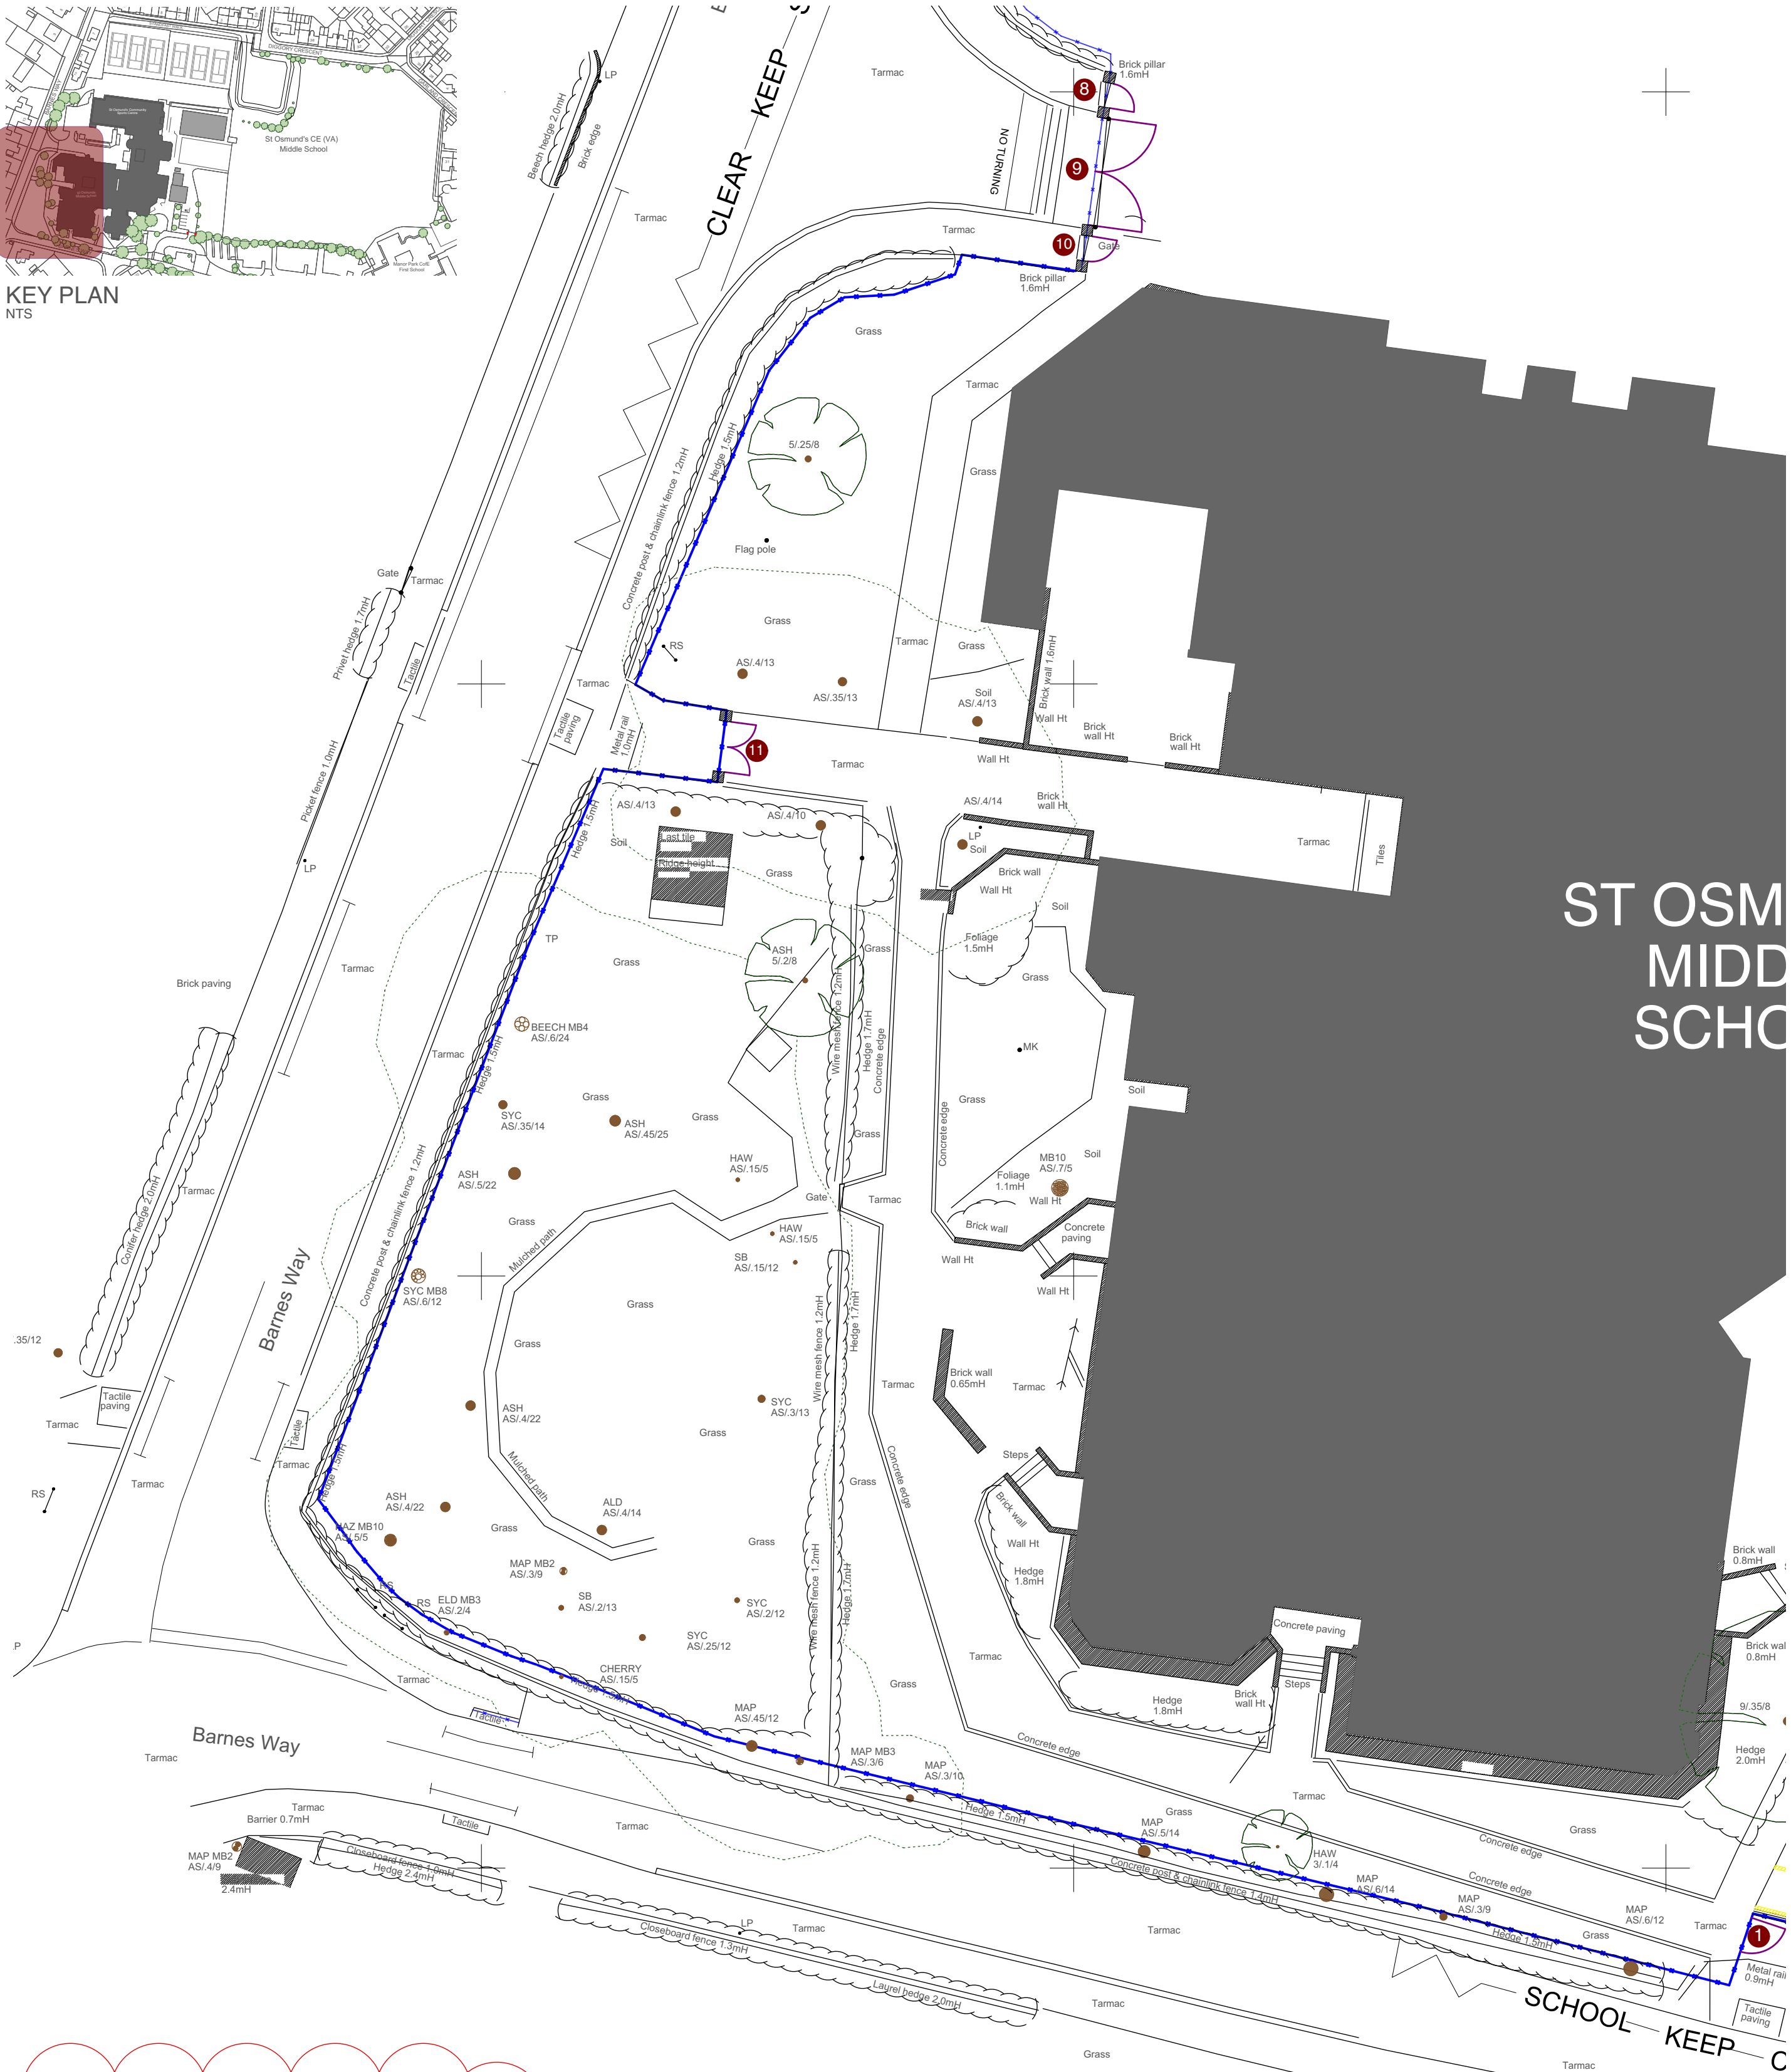 DIGGORY CRESCENT
BARNES WAY
St Osmund's CE (VA)
Middle School
Manor Park CofE
First School
KEY PLAN
NTS
Beech hedge 2.0mH
LP
Brick edge
CLEAR
KEEP
Tarmac
Brick pillar
1.6mH
8
NO TURNING
9
Tarmac
Tarmac
10
Gate
Brick pillar
1.6mH
Grass
Tarmac
5/.25/8
Hedge 1.5mH
Concrete post & chainlink fence 1.2mH
Grass
Flag pole
Gate
Tarmac
Privet hedge 1.7mH
Tactile
Grass
RS
Tarmac
Grass
Brick wall 1.6mH
AS/.4/13
AS/.35/13
Tarmac
Soil
AS/.4/13
Wall Ht
Brick
wall Ht
Brick
wall Ht
Tactile
paving
Metal rail
1.0mH
11
Tarmac
Wall Ht
Picket fence 1.0mH
LP
Hedge 1.5mH
AS/.4/13
AS/.4/10
AS/.4/14
Brick
wall Ht
LP
Soil
Soil
Last tile
Ridge height
Grass
Brick wall
Wall Ht
Tarmac
Tiles
Soil
ST OSM
MIDD
SCHO
TP
Grass
ASH
5/.2/8
Grass
Foliage
1.5mH
Grass
Tarmac
Brick paving
Wire mesh fence 1.2mH
Hedge 1.7mH
Concrete edge
BEECH MB4
AS/.6/24
Tarmac
Hedge 1.5mH
MK
Grass
Grass
SYC
AS/.35/14
ASH
AS/.45/25
Grass
Grass
Concrete edge
Soil
Grass
HAW
AS/.15/5
ASH
AS/.5/22
MB10
AS/.7/5
Soil
Foliage
1.1mH
Wall Ht
Conifer hedge 2.0mH
Tarmac
Concrete post & chainlink fence 1.2mH
Gate
Tarmac
Grass
Mulched path
HAW
AS/.15/5
Brick wall
Concrete
paving
SB
AS/.15/12
Wall Ht
Barnes Way
SYC MB8
AS/.6/12
Wall Ht
Grass
Grass
Wire mesh fence 1.2mH
Hedge 1.7mH
.35/12
Brick wall
0.65mH
Tarmac
Tarmac
Tactile
paving
Tarmac
SYC
AS/.3/13
ASH
AS/.4/22
Grass
Tactile
Tarmac
Steps
Mulched path
Grass
Concrete edge
Hedge 1.5mH
Tarmac
RS
ASH
AS/.4/22
ALD
AS/.4/14
Brick wall
Grass
HAZ MB10
AS/.5/5
Grass
Wall Ht
Brick wall
0.8mH
MAP MB2
AS/.3/9
Wire mesh fence 1.2mH
Hedge 1.7mH
Hedge
1.8mH
RS
RS
ELD MB3
AS/.2/4
SB
AS/.2/13
SYC
AS/.2/12
Concrete paving
SYC
AS/.25/12
Tarmac
Tarmac
CHERRY
AS/.15/5
Hedge 1.5mH
Grass
Steps
Brick
wall Ht
Hedge
1.8mH
0.8mH
9/.35/8
MAP
AS/.45/12
Tactile
Barnes Way
Tarmac
Concrete edge
MAP MB3
AS/.3/6
MAP
AS/.3/10
Hedge
2.0mH
Tarmac
Tarmac
Barrier 0.7mH
Tactile
Tarmac
Hedge 1.5mH
Grass
MAP
AS/.5/14
Grass
Concrete edge
MAP MB2
AS/.4/9
2.4mH
Closeboard fence 1.0mH
Hedge 2.4mH
HAW
3/.1/4
Concrete post & chainlink fence 1.4mH
MAP
AS/.6/14
Concrete edge
MAP
AS/.3/9
MAP
AS/.6/12
Tarmac
LP
Tarmac
Closeboard fence 1.3mH
Tarmac
Hedge 1.5mH
Grass
1
Metal rail
0.9mH
Laurel hedge 2.0mH
Tarmac
Tactile
paving
SCHOOL
KEEP
Grass
Tarmac